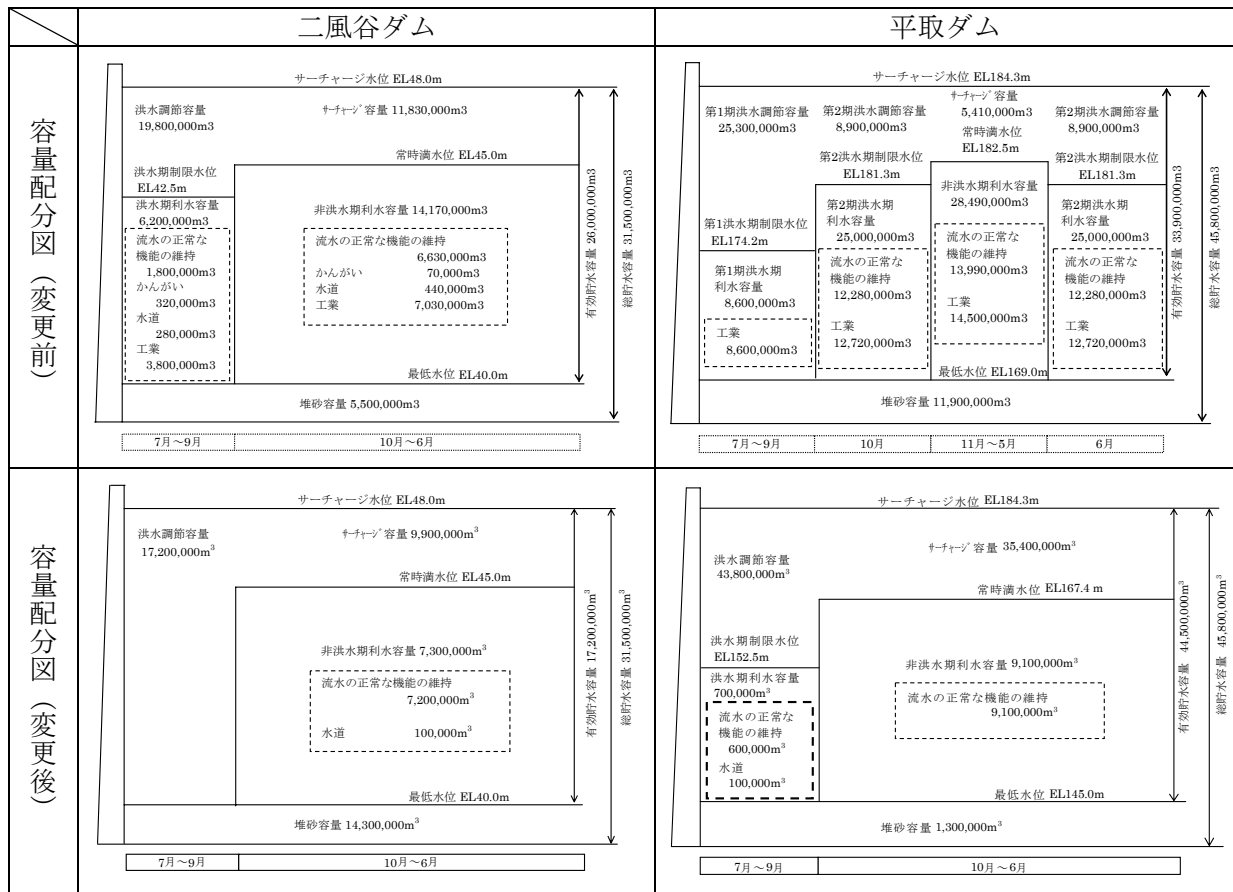 二風谷ダム
平取ダム
容量配分図（変更前）
サーチャージ水位 EL48.0m
洪水調節容量
19,800,000m3
サーチャージ容量 11,830,000m3
常時満水位 EL45.0m
洪水期制限水位
EL42.5m
洪水期利水容量
6,200,000m3
流水の正常な
機能の維持
1,800,000m3
かんがい
320,000m3
水道
280,000m3
工業
3,800,000m3
非洪水期利水容量 14,170,000m3
流水の正常な機能の維持
6,630,000m3
かんがい 70,000m3
水道 440,000m3
工業 7,030,000m3
最低水位 EL40.0m
堆砂容量 5,500,000m3
有効貯水容量 26,000,000m3
総貯水容量 31,500,000m3
7月～9月
10月～6月
サーチャージ水位 EL184.3m
サーチャージ容量
5,410,000m3
第1期洪水調節容量
25,300,000m3
第2期洪水調節容量
8,900,000m3
常時満水位
EL182.5m
第2期洪水調節容量
8,900,000m3
第2洪水期制限水位
EL181.3m
第2洪水期制限水位
EL181.3m
第1洪水期制限水位
EL174.2m
第1期洪水期
利水容量
8,600,000m3
工業
8,600,000m3
第2期洪水期
利水容量
25,000,000m3
流水の正常な
機能の維持
12,280,000m3
工業
12,720,000m3
非洪水期利水容量
28,490,000m3
流水の正常な
機能の維持
13,990,000m3
工業
14,500,000m3
第2期洪水期
利水容量
25,000,000m3
流水の正常な
機能の維持
12,280,000m3
工業
12,720,000m3
最低水位 EL169.0m
堆砂容量 11,900,000m3
有効貯水容量 33,900,000m3
総貯水容量 45,800,000m3
7月～9月
10月
11月～5月
6月
容量配分図（変更後）
サーチャージ水位 EL48.0m
洪水調節容量
17,200,000m³
サーチャージ容量 9,900,000m³
常時満水位 EL45.0m
非洪水期利水容量 7,300,000m³
流水の正常な機能の維持
7,200,000m³
水道 100,000m³
最低水位 EL40.0m
堆砂容量 14,300,000m³
有効貯水容量 17,200,000m³
総貯水容量 31,500,000m³
7月～9月
10月～6月
サーチャージ水位 EL184.3m
サーチャージ容量 35,400,000m³
洪水調節容量
43,800,000m³
常時満水位 EL167.4 m
洪水期制限水位
EL152.5m
洪水期利水容量
700,000m³
流水の正常な
機能の維持
600,000m³
水道
100,000m³
非洪水期利水容量 9,100,000m³
流水の正常な機能の維持
9,100,000m³
最低水位 EL145.0m
堆砂容量 1,300,000m³
有効貯水容量 44,500,000m³
総貯水容量 45,800,000m³
7月～9月
10月～6月